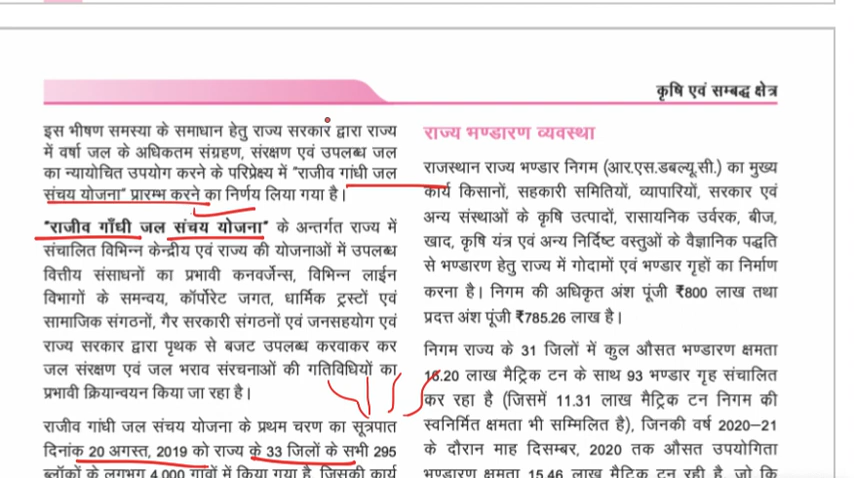 कृषि एवं सम्बद्ध क्षेत्र
इस भीषण समस्या के समाधान हेतु राज्य सरकार द्वारा राज्य
में वर्षा जल के अधिकतम संग्रहण, संरक्षण एवं उपलब्ध जल
का न्यायोचित उपयोग करने के परिप्रेक्ष्य में "राजीव गांधी जल
संचय योजना" प्रारम्भ करने का निर्णय लिया गया है।
"राजीव गाँधी जल संचय योजना" के अन्तर्गत राज्य में
संचालित विभिन्न केन्द्रीय एवं राज्य की योजनाओं में उपलब्ध
वित्तीय संसाधनों का प्रभावी कनवर्जेन्स, विभिन्न लाईन
विभागों के समन्वय, कॉर्पोरेट जगत, धार्मिक ट्रस्टों एवं
सामाजिक संगठनों, गैर सरकारी संगठनों एवं जनसहयोग एवं
राज्य सरकार द्वारा पृथक से बजट उपलब्ध करवाकर कर
जल संरक्षण एवं जल भराव संरचनाओं की गतिविधियों का
प्रभावी क्रियान्वयन किया जा रहा है।
राजीव गांधी जल संचय योजना के प्रथम चरण का सूत्रपात
दिनांक 20 अगस्त, 2019 को राज्य के 33 जिलों के सभी 295
ब्लॉकों के लगभग 4,000 गावों में किया गया है, जिसकी कार्य
राज्य भण्डारण व्यवस्था
राजस्थान राज्य भण्डार निगम (आर.एस.डबल्यू.सी.) का मुख्य
कार्य किसानों, सहकारी समितियों, व्यापारियों, सरकार एवं
अन्य संस्थाओं के कृषि उत्पादों, रासायनिक उर्वरक, बीज,
खाद, कृषि यंत्र एवं अन्य निर्दिष्ट वस्तुओं के वैज्ञानिक पद्धति
से भण्डारण हेतु राज्य में गोदामों एवं भण्डार गृहों का निर्माण
करना है। निगम की अधिकृत अंश पूंजी ₹800 लाख तथा
प्रदत्त अंश पूंजी ₹785.26 लाख है।
निगम राज्य के 31 जिलों में कुल औसत भण्डारण क्षमता
16.20 लाख मैट्रिक टन के साथ 93 भण्डार गृह संचालित
कर रहा है (जिसमें 11.31 लाख मैट्रिक टन निगम की
स्वनिर्मित क्षमता भी सम्मिलित है), जिनकी वर्ष 2020–21
के दौरान माह दिसम्बर, 2020 तक औसत उपयोगिता
भण्डारण क्षमता 15.46 लाख मैट्रिक टन रही है, जो कि